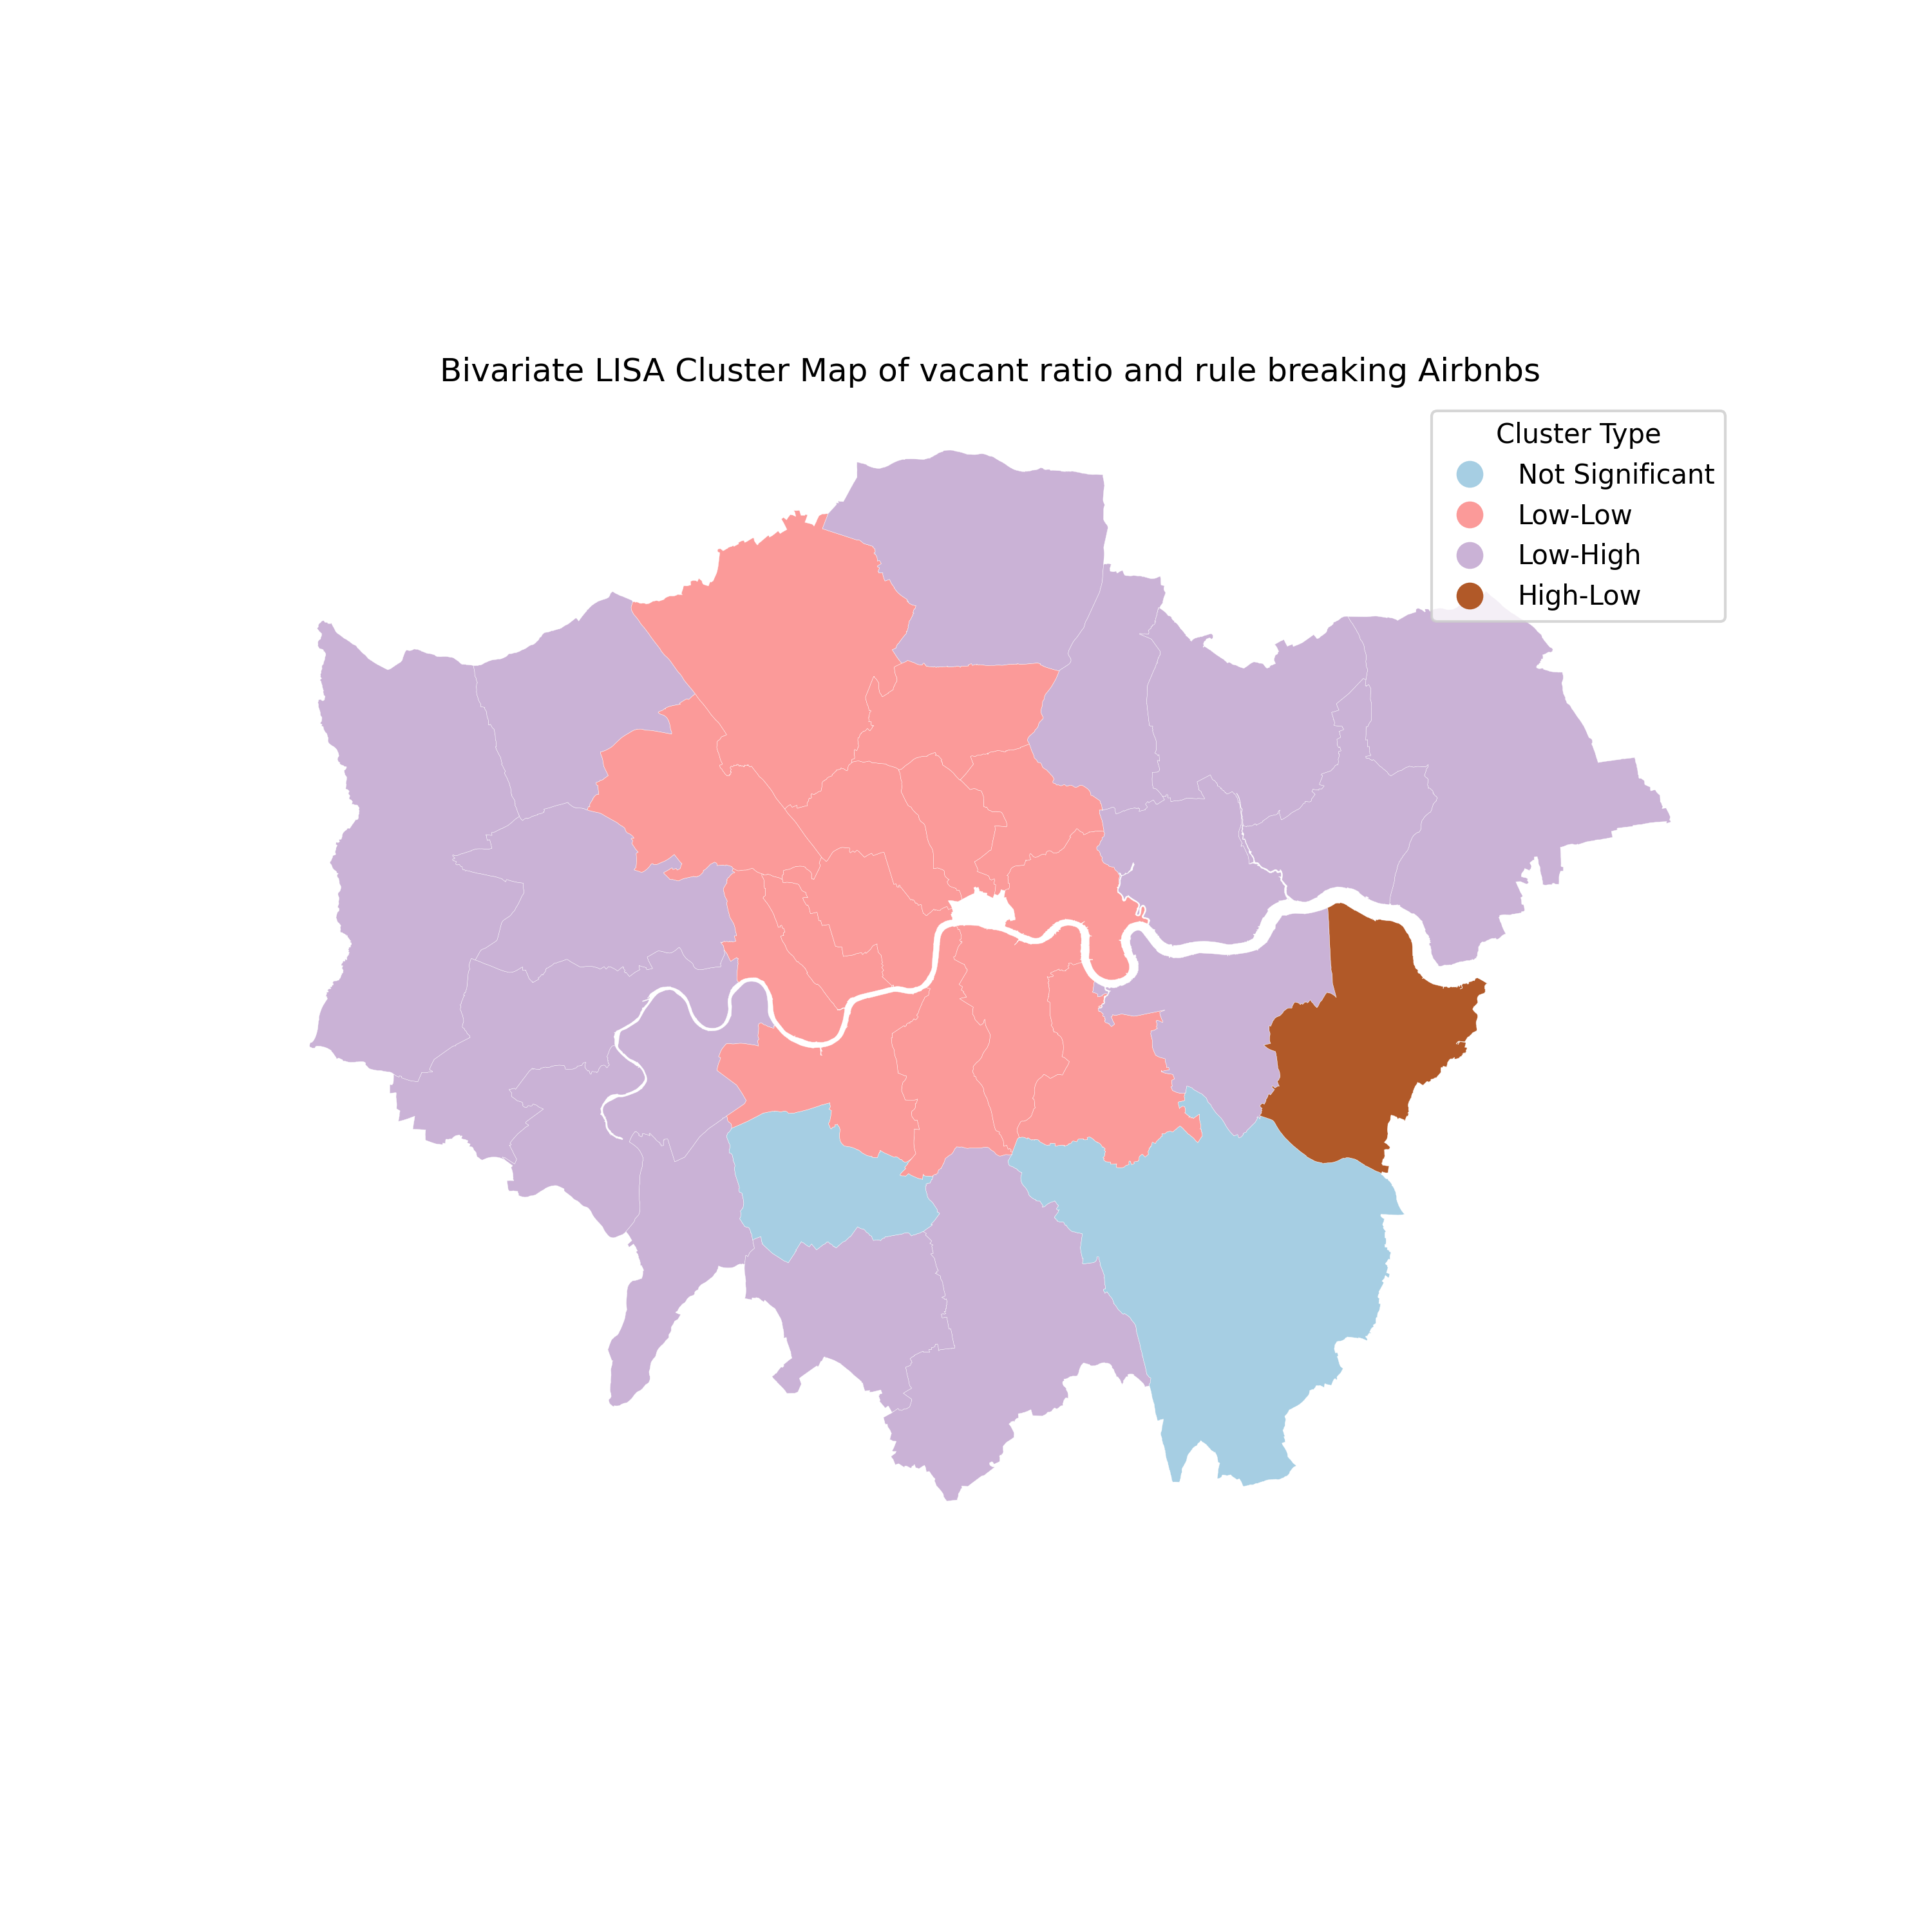 Bivariate LISA Cluster Map of vacant ratio and rule breaking Airbnbs
Cluster Type
Not Significant
Low-Low
Low-High
High-Low